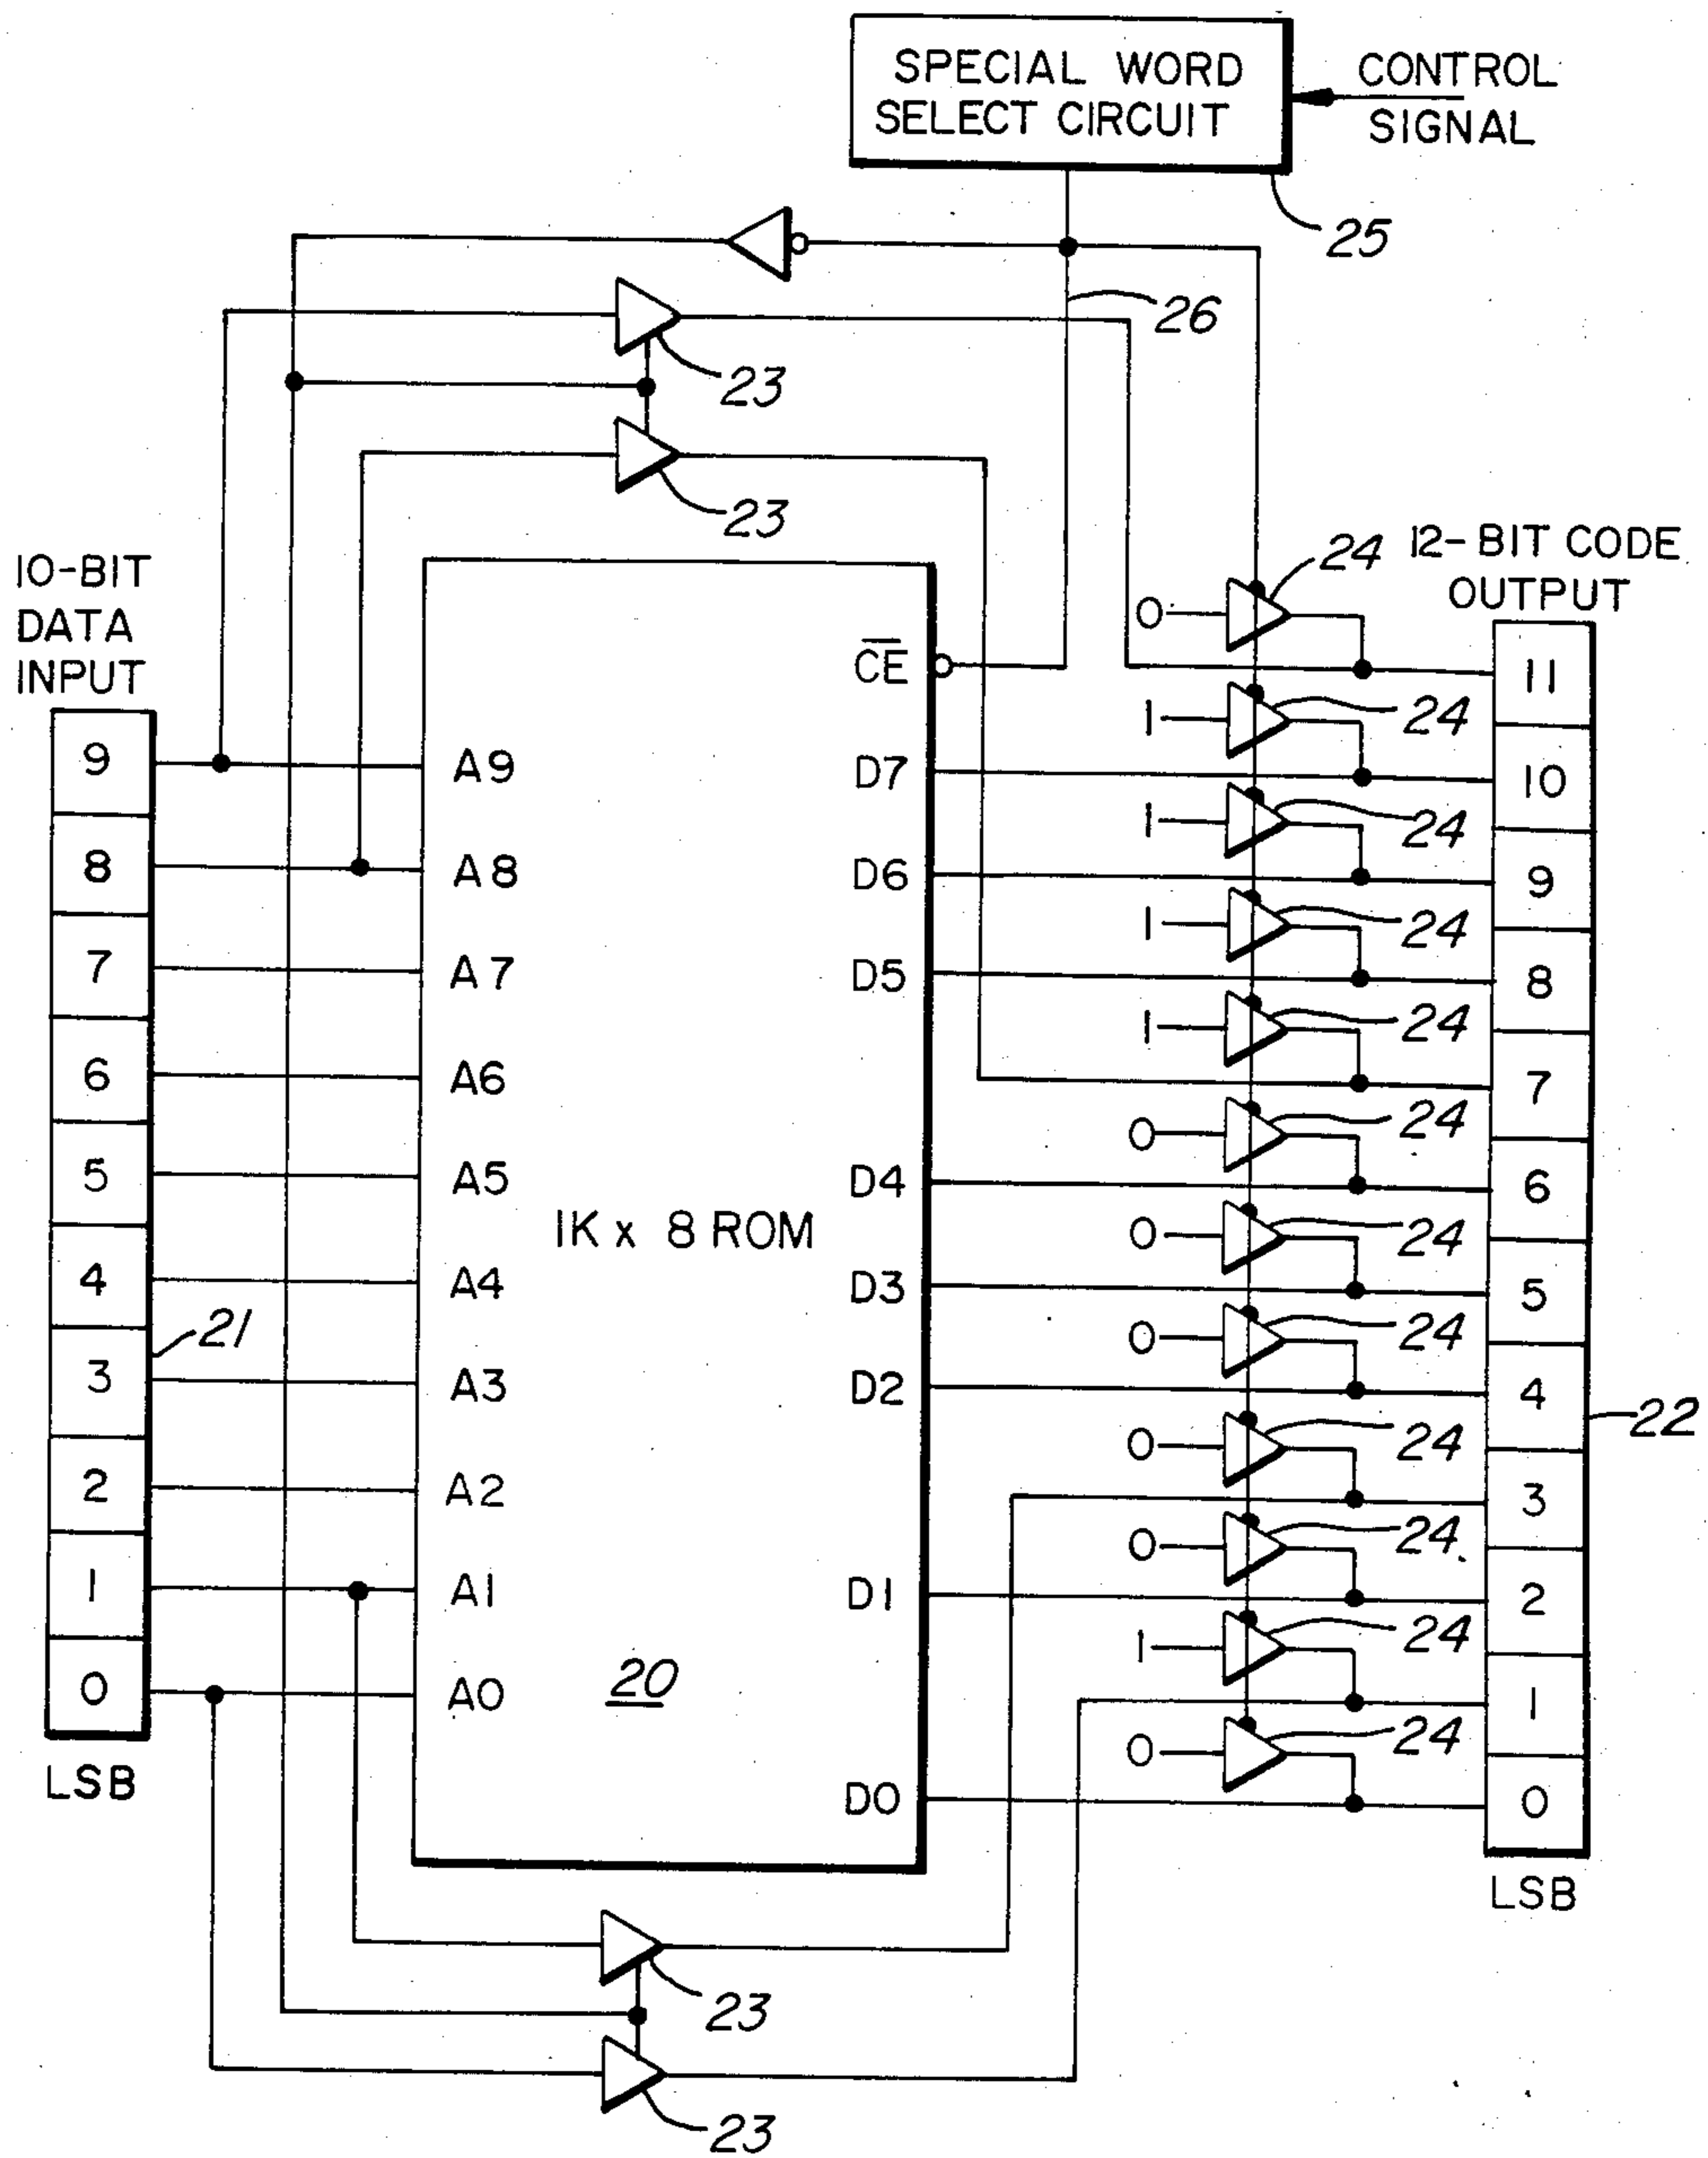 SPECIAL WORD
SELECT CIRCUIT
CONTROL
SIGNAL
25
26
23
23
10-BIT
DATA
INPUT
12-BIT CODE
OUTPUT
24
0
CE
11
1
24
9
A9
D7
10
1
24
8
A8
D6
9
1
24
7
A7
D5
8
1
24
6
A6
7
0
24
5
A5
D4
6
1K x 8 ROM
0
24
4
A4
D3
5
21
0
24
3
A3
D2
4
22
0
24
2
A2
3
0
24
1
A1
D1
2
1
24
0
A0
20
1
0
24
LSB
D0
0
LSB
23
23